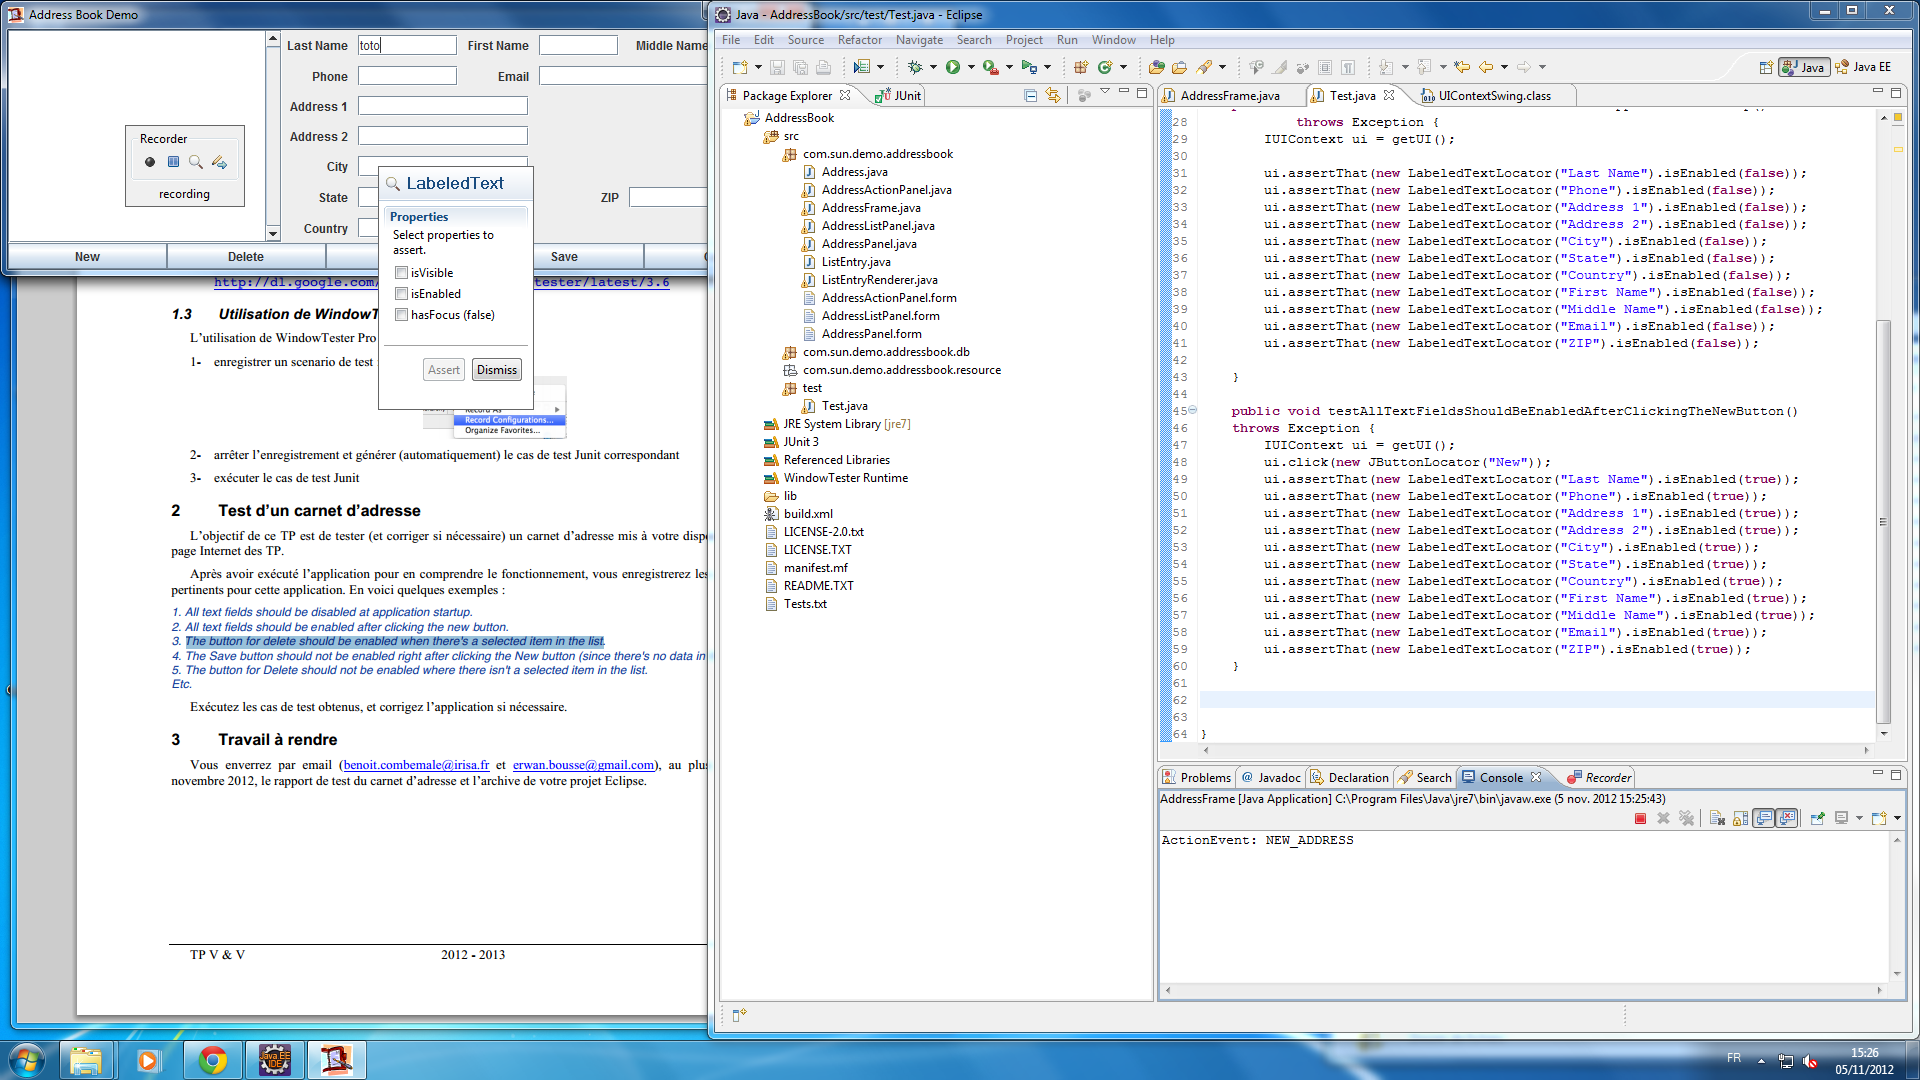 Address Book Demo
Last Name
toto
First Name
Middle Name
Phone
Email
Address 1
Address 2
City
State
ZIP
Country
Recorder
recording
New
Delete
Save
LabeledText
Properties
Select properties to
assert.
isVisible
isEnabled
hasFocus (false)
Assert
Dismiss
http://dl.google.com/
tester/latest/3.6
1.3 Utilisation de WindowT
L'utilisation de WindowTester Pro
1- enregistrer un scenario de test
Record Configurations...
Organize Favorites...
2- arrêter l'enregistrement et générer (automatiquement) le cas de test Junit correspondant
3- exécuter le cas de test Junit
2 Test d'un carnet d'adresse
L'objectif de ce TP est de tester (et corriger si nécessaire) un carnet d'adresse mis à votre dispo
page Internet des TP.
Après avoir exécuté l'application pour en comprendre le fonctionnement, vous enregistrerez les
pertinents pour cette application. En voici quelques exemples :
1. All text fields should be disabled at application startup.
2. All text fields should be enabled after clicking the new button.
3. The button for delete should be enabled when there's a selected item in the list.
4. The Save button should not be enabled right after clicking the New button (since there's no data in
5. The button for Delete should not be enabled where there isn't a selected item in the list.
Etc.
Exécutez les cas de test obtenus, et corrigez l'application si nécessaire.
3 Travail à rendre
Vous enverrez par email (benoit.combemale@irisa.fr et erwan.bousse@gmail.com), au plus
novembre 2012, le rapport de test du carnet d'adresse et l'archive de votre projet Eclipse.
TP V & V
2012 - 2013
Java - AddressBook/src/test/Test.java - Eclipse
File Edit Source Refactor Navigate Search Project Run Window Help
Java
Java EE
Package Explorer
JUnit
AddressBook
src
com.sun.demo.addressbook
Address.java
AddressActionPanel.java
AddressFrame.java
AddressListPanel.java
AddressPanel.java
ListEntry.java
ListEntryRenderer.java
AddressActionPanel.form
AddressListPanel.form
AddressPanel.form
com.sun.demo.addressbook.db
com.sun.demo.addressbook.resource
test
Test.java
JRE System Library [jre7]
JUnit 3
Referenced Libraries
WindowTester Runtime
lib
build.xml
LICENSE-2.0.txt
LICENSE.TXT
manifest.mf
README.TXT
Tests.txt
AddressFrame.java
Test.java
UIContextSwing.class
28 throws Exception {
29 IUIContext ui = getUI();
30
31 ui.assertThat(new LabeledTextLocator("Last Name").isEnabled(false));
32 ui.assertThat(new LabeledTextLocator("Phone").isEnabled(false));
33 ui.assertThat(new LabeledTextLocator("Address 1").isEnabled(false));
34 ui.assertThat(new LabeledTextLocator("Address 2").isEnabled(false));
35 ui.assertThat(new LabeledTextLocator("City").isEnabled(false));
36 ui.assertThat(new LabeledTextLocator("State").isEnabled(false));
37 ui.assertThat(new LabeledTextLocator("Country").isEnabled(false));
38 ui.assertThat(new LabeledTextLocator("First Name").isEnabled(false));
39 ui.assertThat(new LabeledTextLocator("Middle Name").isEnabled(false));
40 ui.assertThat(new LabeledTextLocator("Email").isEnabled(false));
41 ui.assertThat(new LabeledTextLocator("ZIP").isEnabled(false));
42
43 }
44
45 public void testAllTextFieldsShouldBeEnabledAfterClickingTheNewButton()
46 throws Exception {
47 IUIContext ui = getUI();
48 ui.click(new JButtonLocator("New"));
49 ui.assertThat(new LabeledTextLocator("Last Name").isEnabled(true));
50 ui.assertThat(new LabeledTextLocator("Phone").isEnabled(true));
51 ui.assertThat(new LabeledTextLocator("Address 1").isEnabled(true));
52 ui.assertThat(new LabeledTextLocator("Address 2").isEnabled(true));
53 ui.assertThat(new LabeledTextLocator("City").isEnabled(true));
54 ui.assertThat(new LabeledTextLocator("State").isEnabled(true));
55 ui.assertThat(new LabeledTextLocator("Country").isEnabled(true));
56 ui.assertThat(new LabeledTextLocator("First Name").isEnabled(true));
57 ui.assertThat(new LabeledTextLocator("Middle Name").isEnabled(true));
58 ui.assertThat(new LabeledTextLocator("Email").isEnabled(true));
59 ui.assertThat(new LabeledTextLocator("ZIP").isEnabled(true));
60 }
61
62
63
64 }
Problems
Javadoc
Declaration
Search
Console
Recorder
AddressFrame [Java Application] C:\Program Files\Java\jre7\bin\javaw.exe (5 nov. 2012 15:25:43)
ActionEvent: NEW_ADDRESS
Java EE
IDE
FR
15:26
05/11/2012